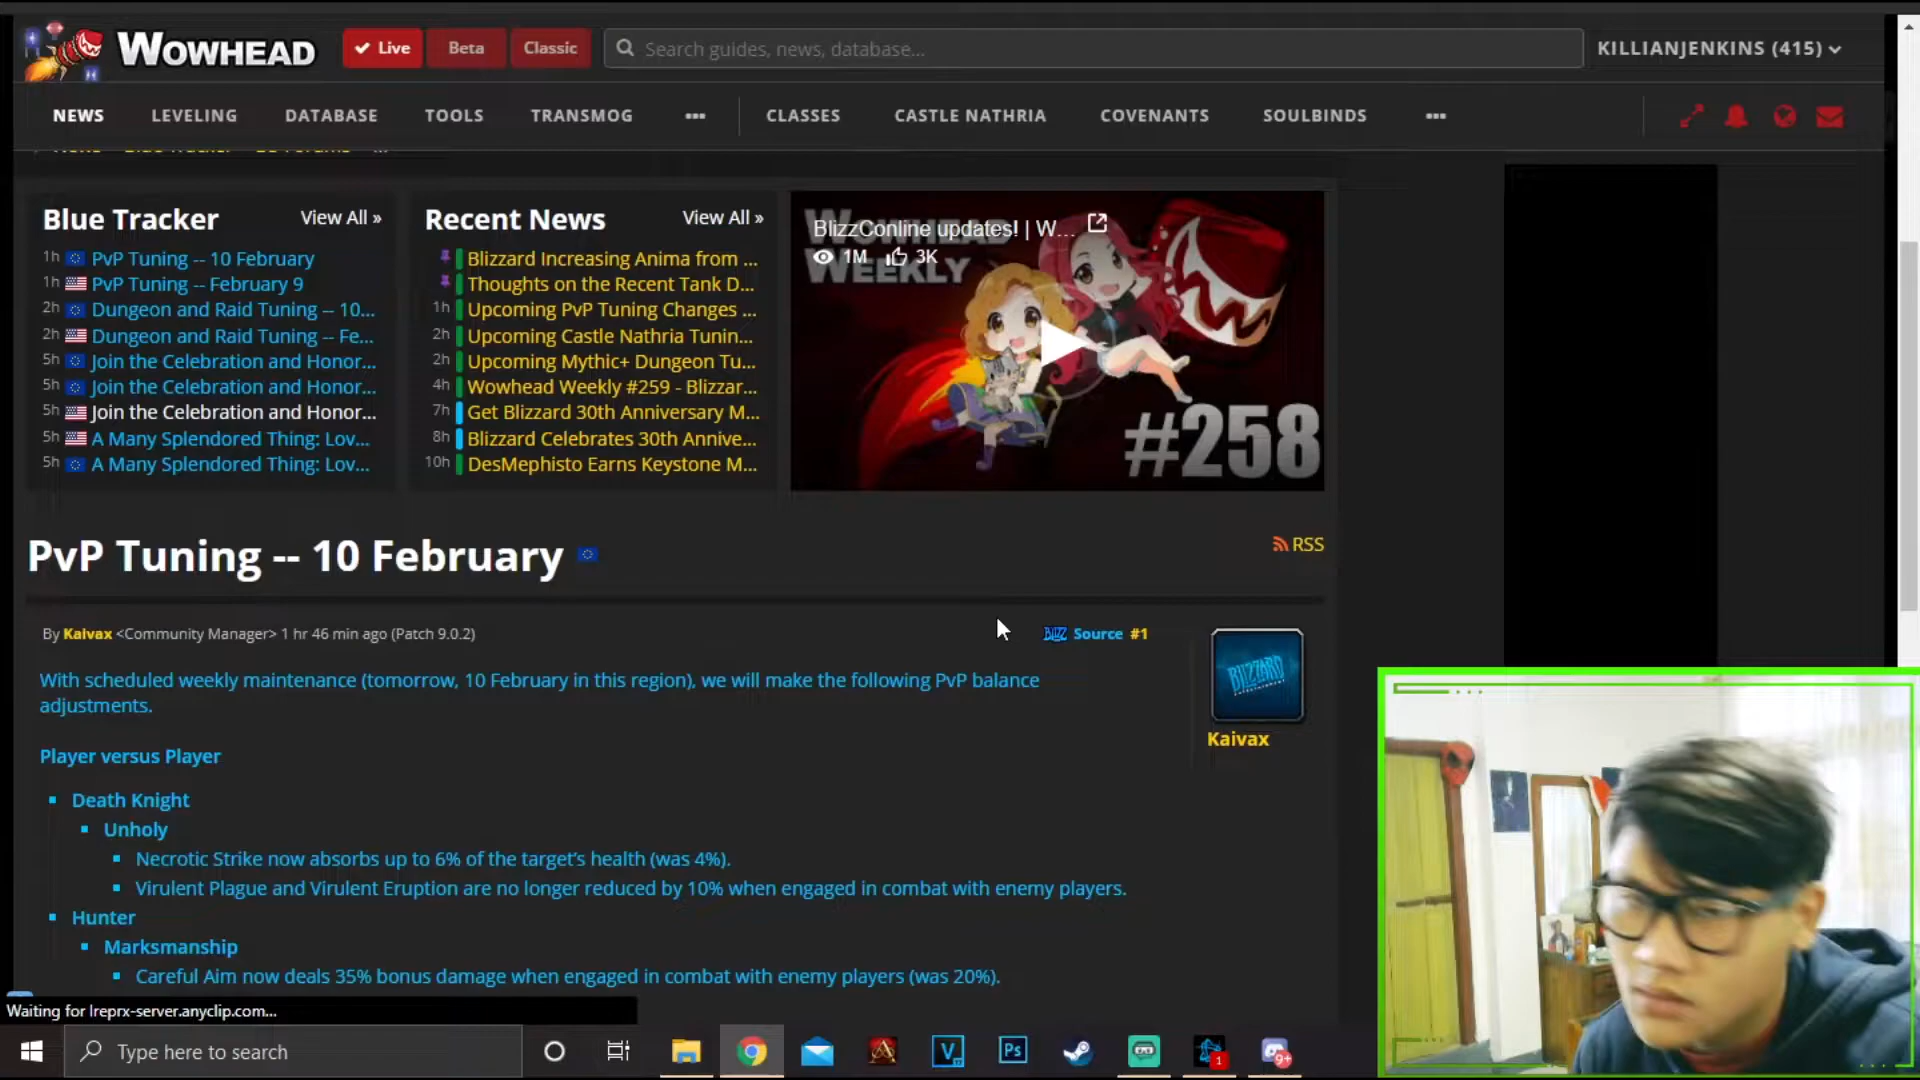 WOWHEAD
Live
Beta
Classic
Search guides, news, database...
KILLIANJENKINS (415)
NEWS
LEVELING
DATABASE
TOOLS
TRANSMOG
•••
CLASSES
CASTLE NATHRIA
COVENANTS
SOULBINDS
•••
Blue Tracker
View All »
1h PvP Tuning -- 10 February
1h PvP Tuning -- February 9
2h Dungeon and Raid Tuning -- 10...
2h Dungeon and Raid Tuning -- Fe...
5h Join the Celebration and Honor...
5h Join the Celebration and Honor...
5h Join the Celebration and Honor...
5h A Many Splendored Thing: Lov...
5h A Many Splendored Thing: Lov...
Recent News
View All »
Blizzard Increasing Anima from ...
Thoughts on the Recent Tank D...
1h Upcoming PvP Tuning Changes ...
2h Upcoming Castle Nathria Tunin...
2h Upcoming Mythic+ Dungeon Tu...
4h Wowhead Weekly #259 - Blizzar...
7h Get Blizzard 30th Anniversary M...
8h Blizzard Celebrates 30th Annive...
10h DesMephisto Earns Keystone M...
WOWHEAD
BlizzConline updates! | W...
WEEKLY
1M
3K
#258
PvP Tuning -- 10 February
RSS
By Kaivax <Community Manager> 1 hr 46 min ago (Patch 9.0.2)
BLIZZ Source #1
BLIZZARD
ENTERTAINMENT
Kaivax
With scheduled weekly maintenance (tomorrow, 10 February in this region), we will make the following PvP balance
adjustments.
Player versus Player
Death Knight
Unholy
Necrotic Strike now absorbs up to 6% of the target's health (was 4%).
Virulent Plague and Virulent Eruption are no longer reduced by 10% when engaged in combat with enemy players.
Hunter
Marksmanship
Careful Aim now deals 35% bonus damage when engaged in combat with enemy players (was 20%).
Waiting for lreprx-server.anyclip.com...
Type here to search
V
Ps
1
9+